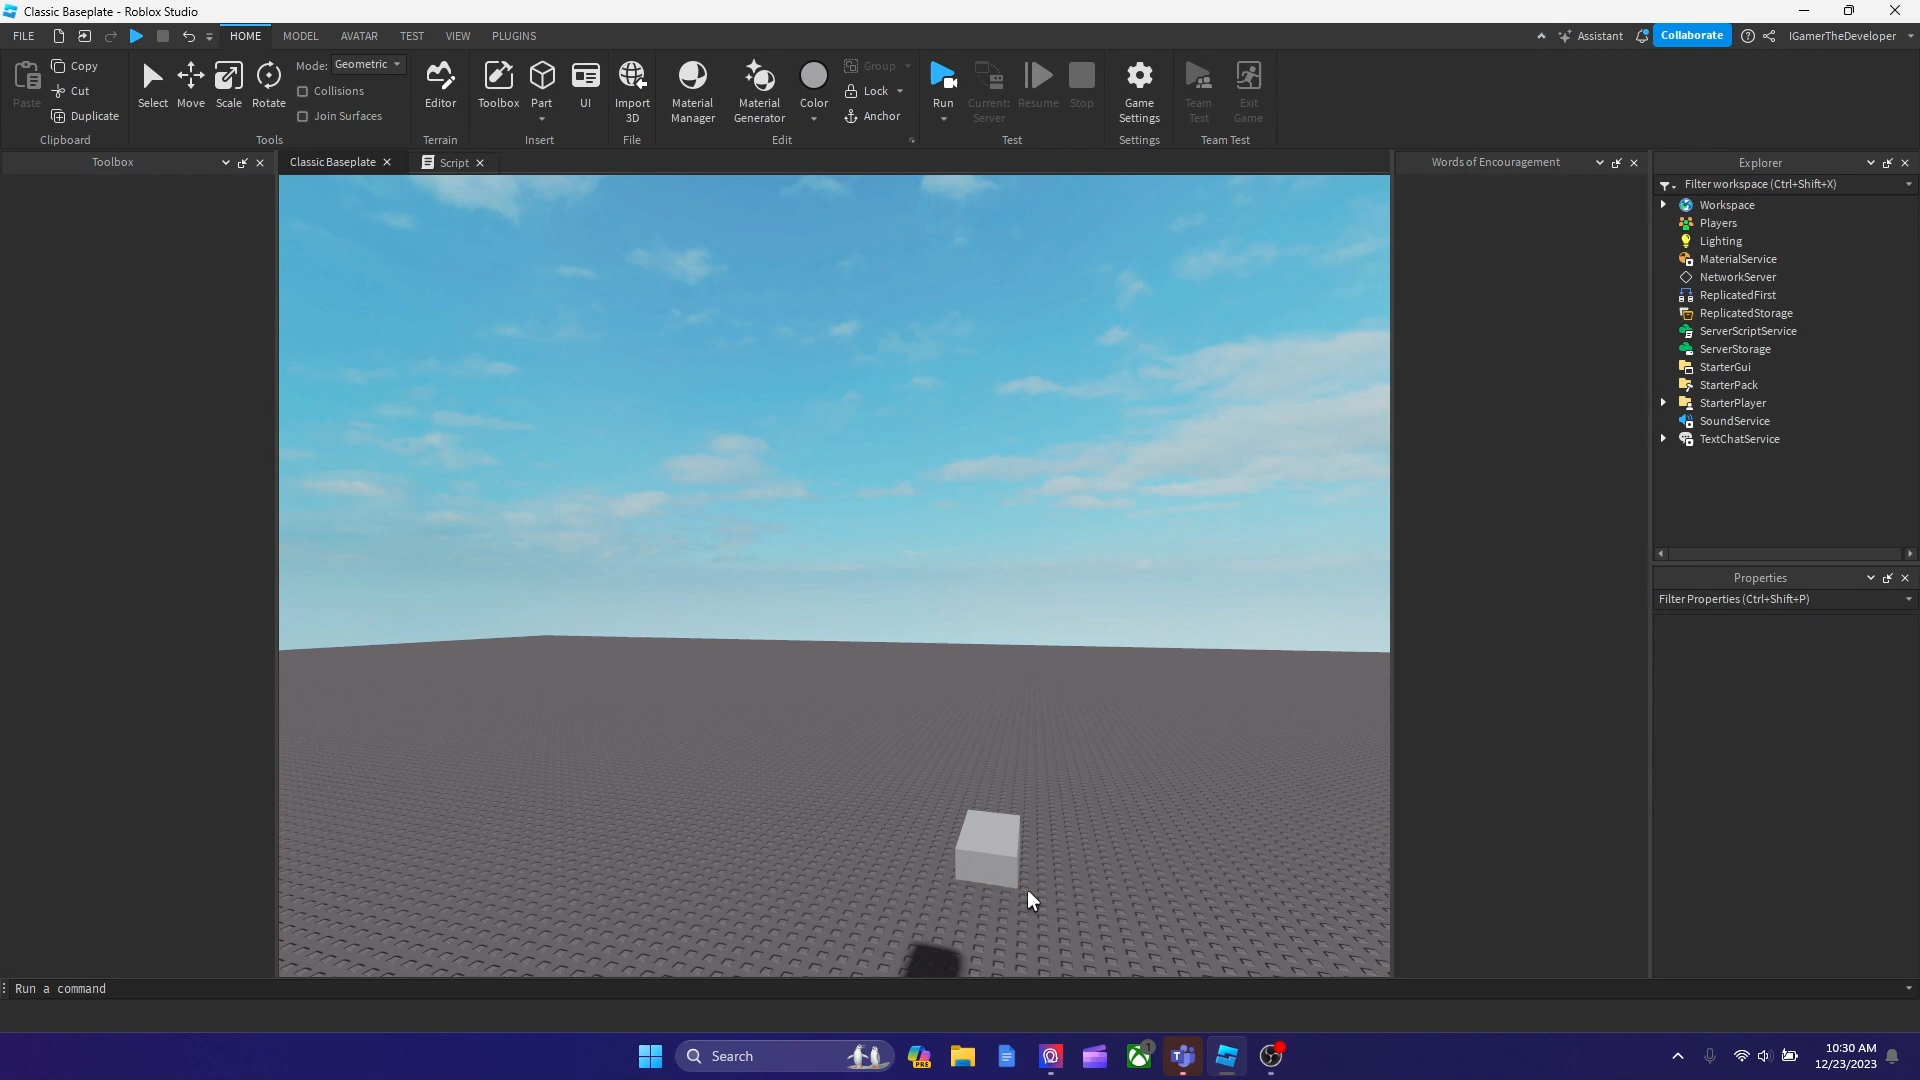 Classic Baseplate - Roblox Studio
FILE HOME MODEL AVATAR TEST VIEW PLUGINS Assistant Collaborate IGamerTheDeveloper
Paste Copy Cut Duplicate
Clipboard
Select Move Scale Rotate Mode: Geometric
Collisions
Join Surfaces
Tools
Editor
Terrain
Toolbox Part UI
Insert
Import 3D
File
Material Manager Material Generator Color Group Lock Anchor
Edit
Run Current: Server Resume Stop
Test
Game Settings
Settings
Team Test Exit Game
Team Test
Toolbox
Classic Baseplate Script
Words of Encouragement
Explorer
Filter workspace (Ctrl+Shift+X)
Workspace
Players
Lighting
MaterialService
NetworkServer
ReplicatedFirst
ReplicatedStorage
ServerScriptService
ServerStorage
StarterGui
StarterPack
StarterPlayer
SoundService
TextChatService
Properties
Filter Properties (Ctrl+Shift+P)
Run a command
Search
PRE
1
10:30 AM
12/23/2023